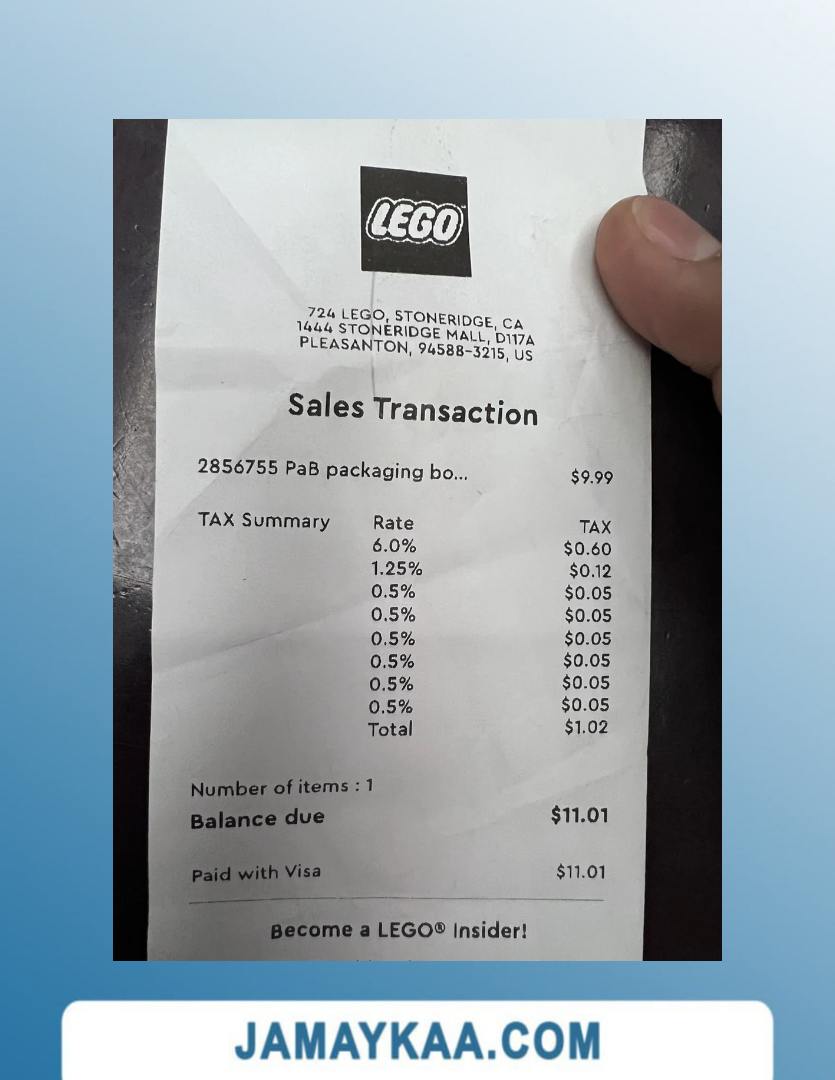 LEGO
724 LEGO, STONERIDGE, CA
1444 STONERIDGE MALL, D117A
PLEASANTON, 94588-3215, US
Sales Transaction
2856755 PaB packaging bo... $9.99
TAX Summary Rate TAX
6.0% $0.60
1.25% $0.12
0.5% $0.05
0.5% $0.05
0.5% $0.05
0.5% $0.05
0.5% $0.05
0.5% $0.05
Total $1.02
Number of items : 1
Balance due $11.01
Paid with Visa $11.01
Become a LEGO® Insider!
JAMAYKAA.COM